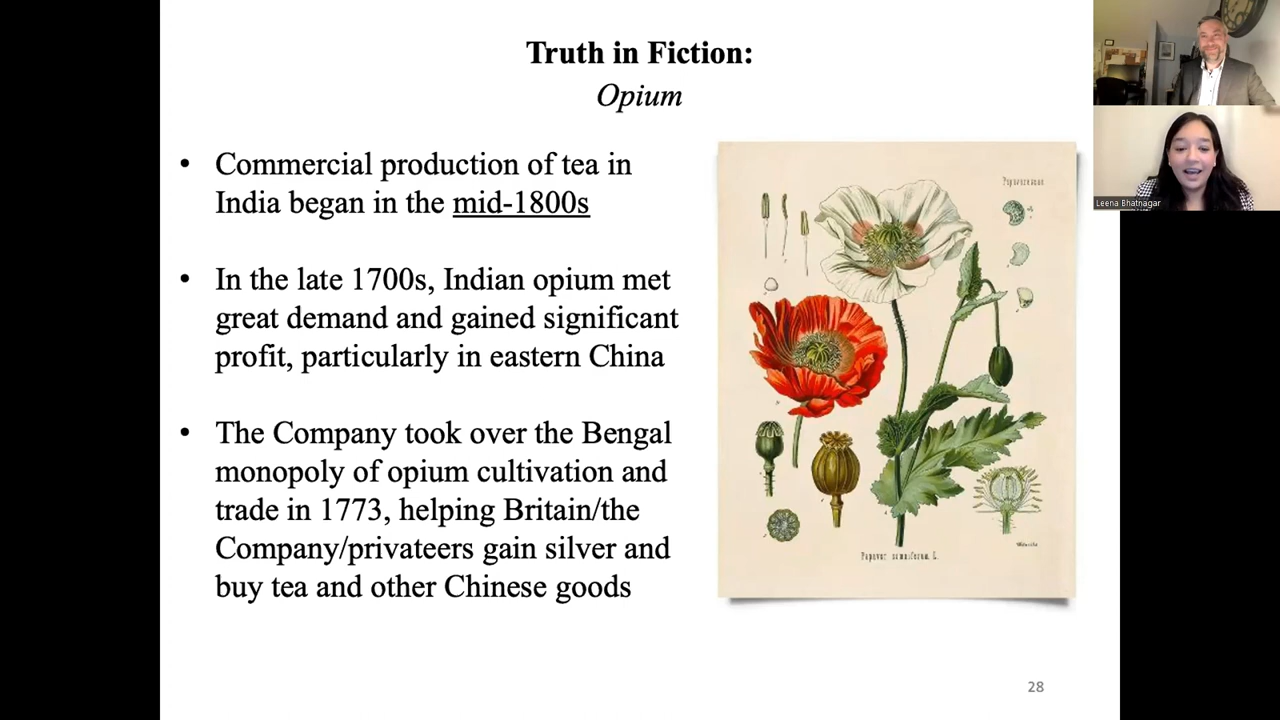 Truth in Fiction:
Opium
• Commercial production of tea in
India began in the mid-1800s
• In the late 1700s, Indian opium met
great demand and gained significant
profit, particularly in eastern China
• The Company took over the Bengal
monopoly of opium cultivation and
trade in 1773, helping Britain/the
Company/privateers gain silver and
buy tea and other Chinese goods
Papaver somniferum L.
28
Leena Bhatnagar